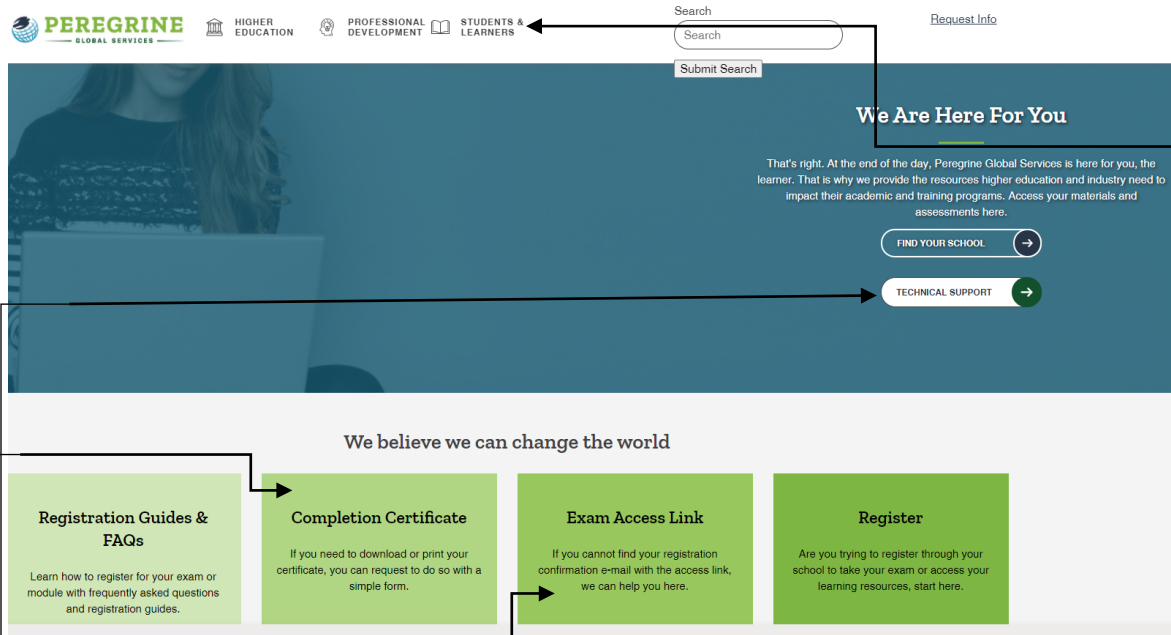 PEREGRINE
GLOBAL SERVICES
HIGHER
EDUCATION
PROFESSIONAL
DEVELOPMENT
STUDENTS &
LEARNERS
Search
Search
Submit Search
Request Info
We Are Here For You
That's right. At the end of the day, Peregrine Global Services is here for you, the
learner. That is why we provide the resources higher education and industry need to
impact their academic and training programs. Access your materials and
assessments here.
FIND YOUR SCHOOL
TECHNICAL SUPPORT
We believe we can change the world
Registration Guides &
FAQs
Learn how to register for your exam or
module with frequently asked questions
and registration guides.
Completion Certificate
If you need to download or print your
certificate, you can request to do so with a
simple form.
Exam Access Link
If you cannot find your registration
confirmation e-mail with the access link,
we can help you here.
Register
Are you trying to register through your
school to take your exam or access your
learning resources, start here.